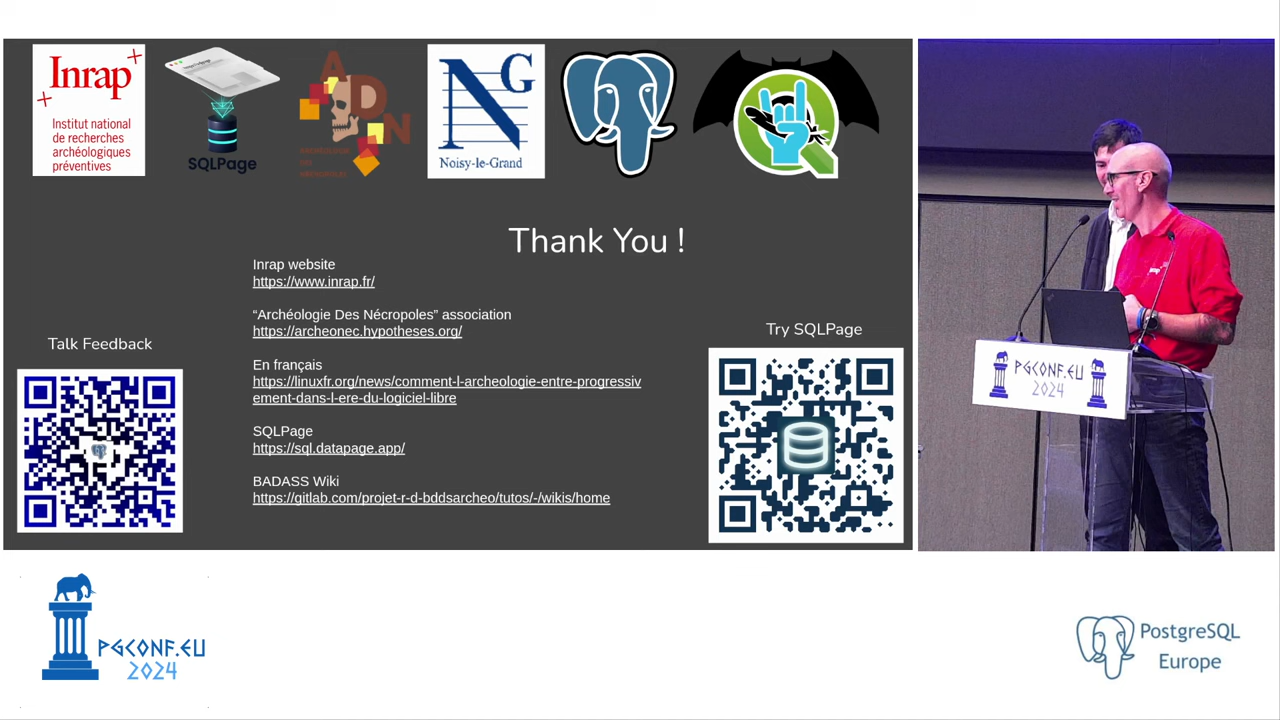 Inrap
Institut national
de recherches
archéologiques
préventives
SQLPage
ADN
NG
Noisy-le-Grand
Thank You !
Inrap website
https://www.inrap.fr/
“Archéologie Des Nécropoles” association
https://archeonec.hypotheses.org/
En français
https://linuxfr.org/news/comment-l-archeologie-entre-progressiv
ement-dans-l-ere-du-logiciel-libre
SQLPage
https://sql.datapage.app/
BADASS Wiki
https://gitlab.com/projet-r-d-bddsarcheo/tutos/-/wikis/home
Talk Feedback
Try SQLPage
PGCONF.EU
2024
PGCONF.EU
2024
PostgreSQL
Europe